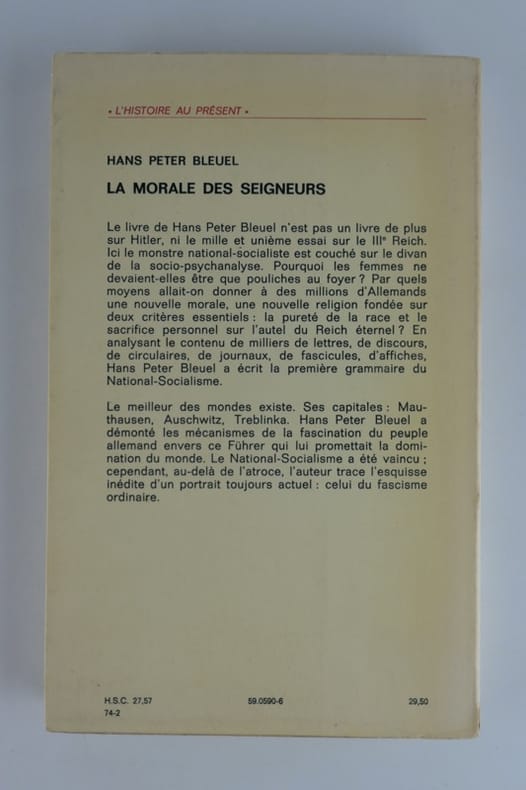 • L'HISTOIRE AU PRÉSENT •
HANS PETER BLEUEL
LA MORALE DES SEIGNEURS
Le livre de Hans Peter Bleuel n'est pas un livre de plus
sur Hitler, ni le mille et unième essai sur le IIIe Reich.
Ici le monstre national-socialiste est couché sur le divan
de la socio-psychanalyse. Pourquoi les femmes ne
devaient-elles être que pouliches au foyer ? Par quels
moyens allait-on donner à des millions d'Allemands
une nouvelle morale, une nouvelle religion fondée sur
deux critères essentiels : la pureté de la race et le
sacrifice personnel sur l'autel du Reich éternel ? En
analysant le contenu de milliers de lettres, de discours,
de circulaires, de journaux, de fascicules, d'affiches,
Hans Peter Bleuel a écrit la première grammaire du
National-Socialisme.
Le meilleur des mondes existe. Ses capitales : Mau-
thausen, Auschwitz, Treblinka. Hans Peter Bleuel a
démonté les mécanismes de la fascination du peuple
allemand envers ce Führer qui lui promettait la domi-
nation du monde. Le National-Socialisme a été vaincu ;
cependant, au-delà de l'atroce, l'auteur trace l'esquisse
inédite d'un portrait toujours actuel : celui du fascisme
ordinaire.
H.S.C. 27,57 59.0590-6 29,50
74-2